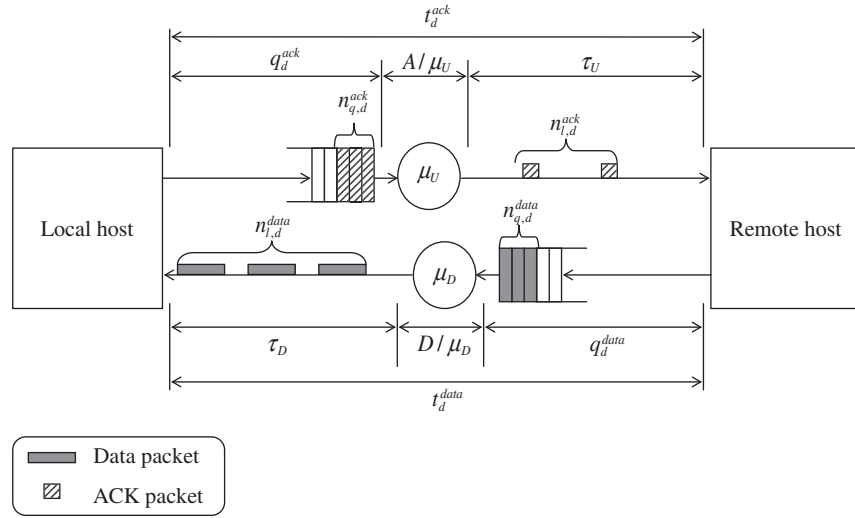 t_d^{ack}
q_d^{ack} A / μ_U τ_U
n_{q,d}^{ack}
n_{l,d}^{ack}
μ_U
Local host
n_{l,d}^{data}
n_{q,d}^{data}
Remote host
μ_D
τ_D D / μ_D q_d^{data}
t_d^{data}
Data packet
ACK packet